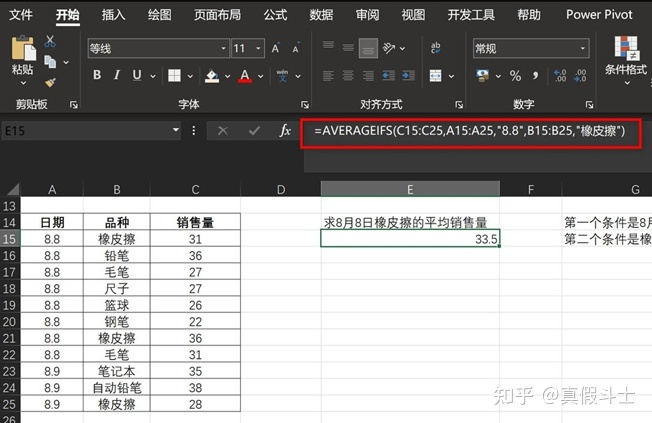 文件 开始 插入 绘图 页面布局 公式 数据 审阅 视图 开发工具 帮助 Power Pivot
等线 11 A A 常规
粘贴 B I U A wén ab % , .00 条件格式
剪贴板 字体 对齐方式 数字
E15 fx =AVERAGEIFS(C15:C25,A15:A25,"8.8",B15:B25,"橡皮擦")
A B C D E F G
13
14 日期 品种 销售量 求8月8日橡皮擦的平均销售量 第一个条件是8月
15 8.8 橡皮擦 31 33.5 第二个条件是橡
16 8.8 铅笔 36
17 8.8 毛笔 27
18 8.8 尺子 27
19 8.8 篮球 26
20 8.8 钢笔 22
21 8.8 橡皮擦 36
22 8.8 毛笔 31
23 8.9 笔记本 35
24 8.9 自动铅笔 38
25 8.9 橡皮擦 28
26
知乎 @真假斗士